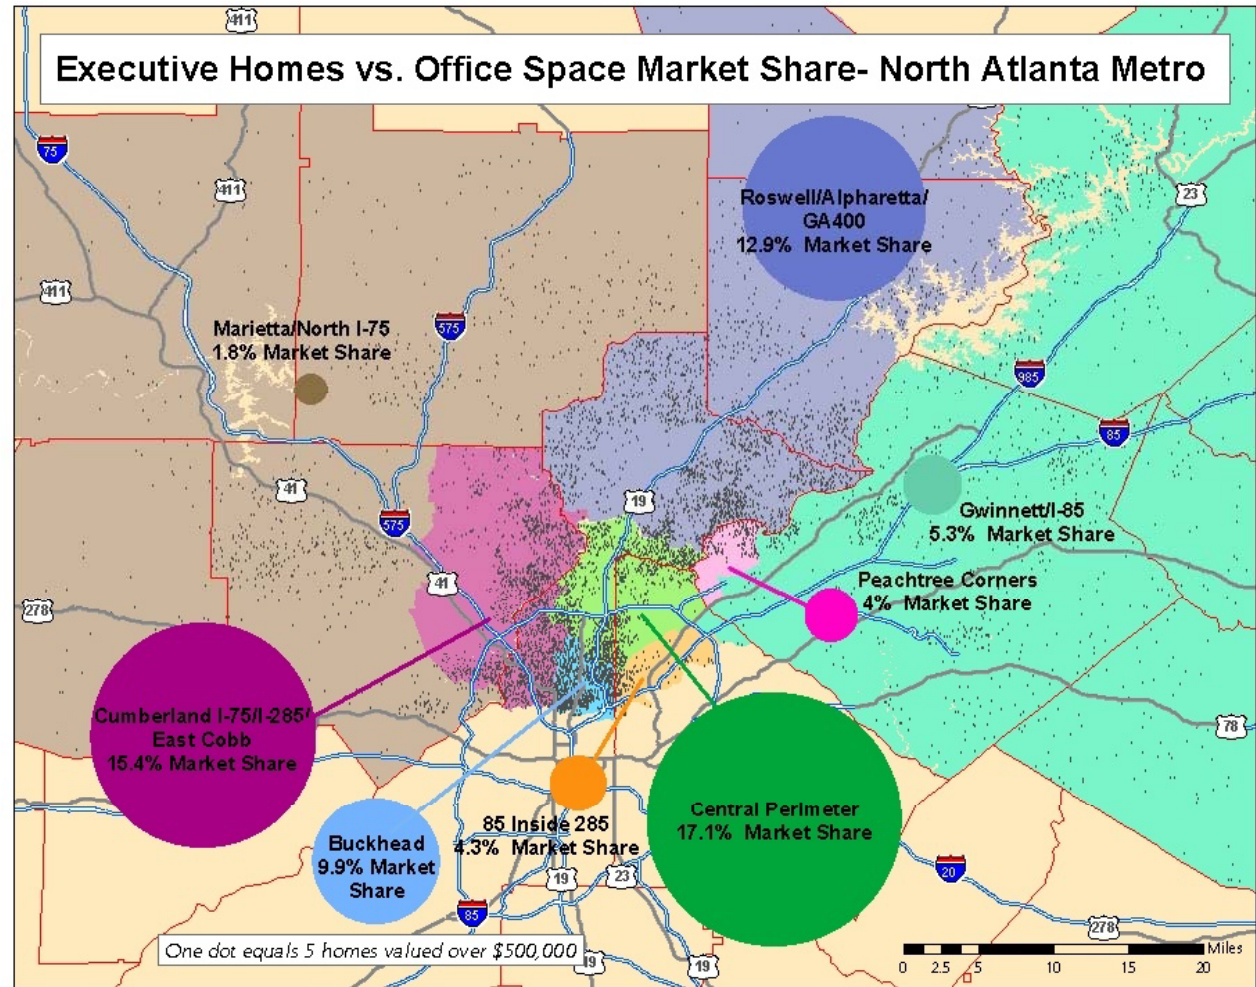 411
Executive Homes vs. Office Space Market Share- North Atlanta Metro
75
411
23
Roswell/Alpharetta/
GA400
12.9% Market Share
411
Marietta/North I-75
1.8% Market Share
575
985
85
41
19
575
Gwinnett/I-85
5.3% Market Share
41
Peachtree Corners
4% Market Share
278
Cumberland I-75/I-285/
East Cobb
15.4% Market Share
78
Central Perimeter
17.1% Market Share
85 Inside 285
4.3% Market Share
Buckhead
9.9% Market
Share
19
23
20
85
278
One dot equals 5 homes valued over $500,000
19
19
Miles
0 2.5 5 10 15 20